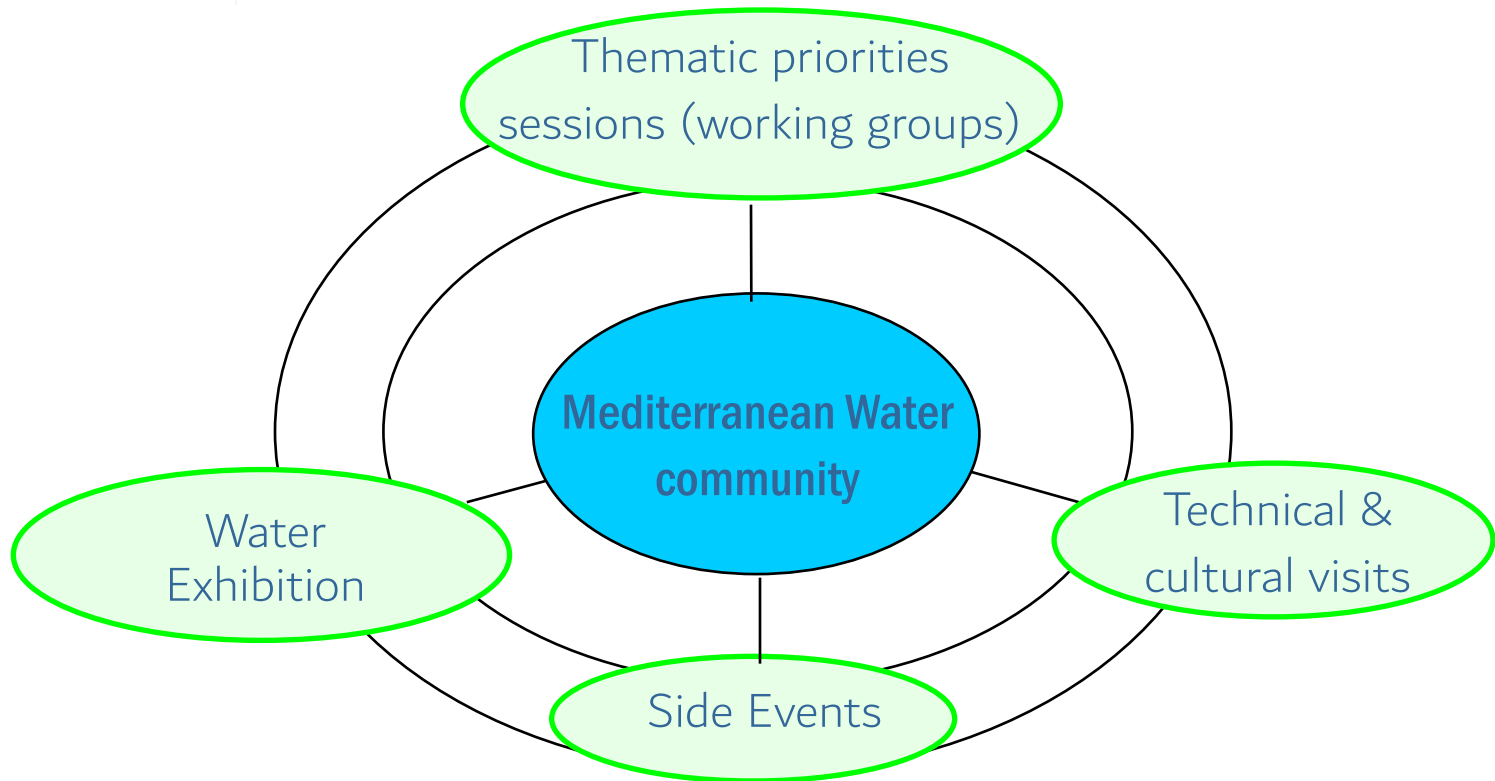 Thematic priorities
sessions (working groups)
Mediterranean Water
community
Water
Exhibition
Technical &
cultural visits
Side Events